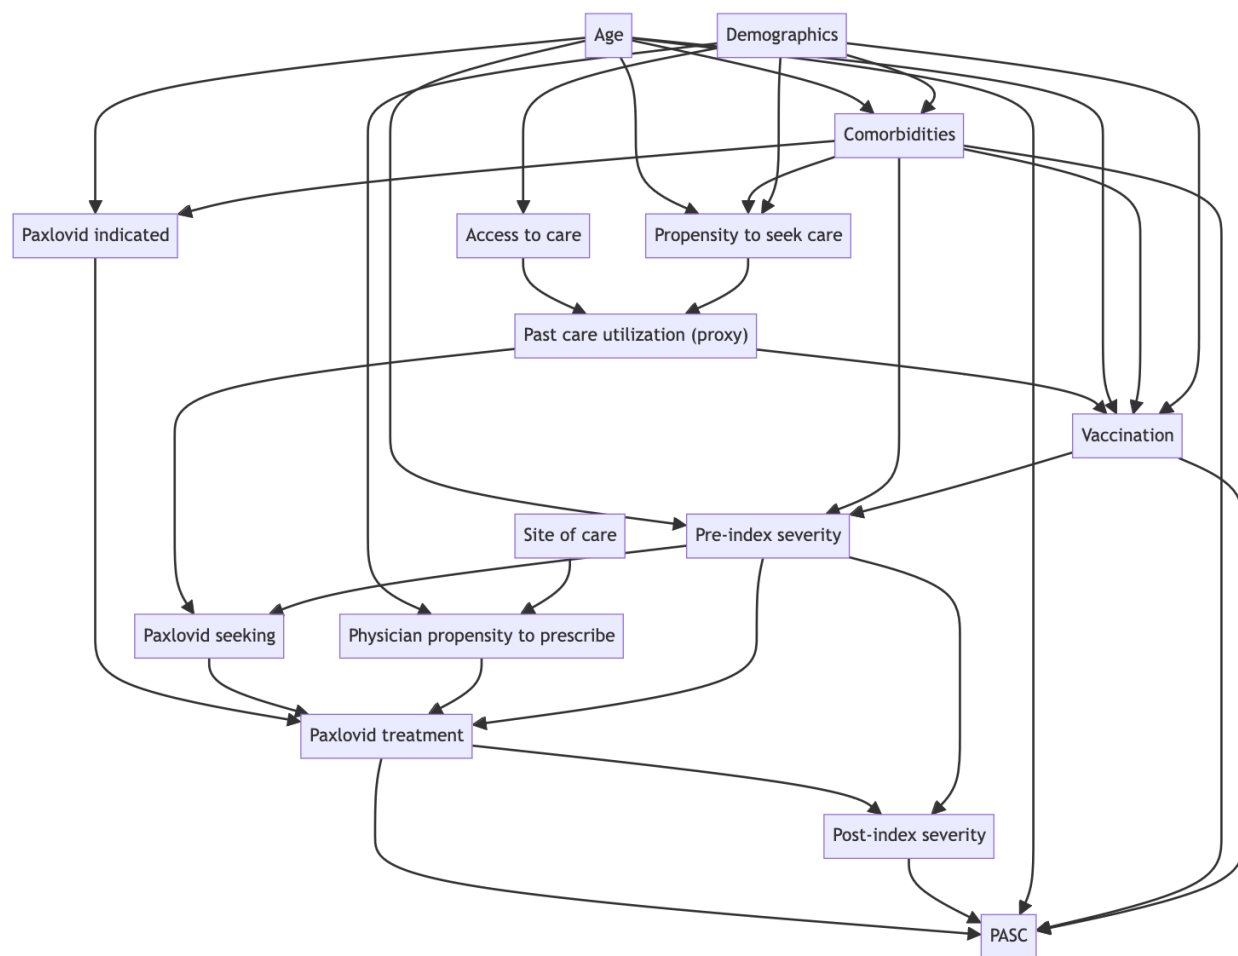 Age
Demographics
Comorbidities
Paxlovid indicated
Access to care
Propensity to seek care
Past care utilization (proxy)
Vaccination
Site of care
Pre-index severity
Paxlovid seeking
Physician propensity to prescribe
Paxlovid treatment
Post-index severity
PASC